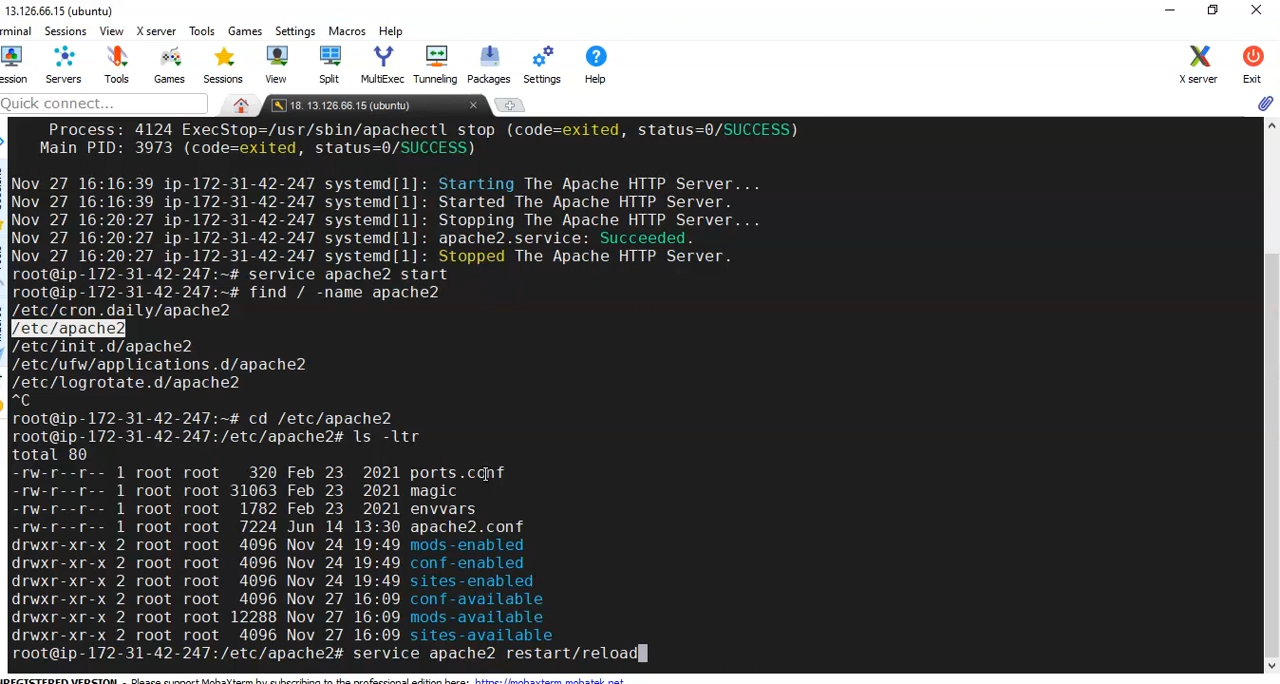 13.126.66.15 (ubuntu)
rminal Sessions View X server Tools Games Settings Macros Help
ession Servers Tools Games Sessions View Split MultiExec Tunneling Packages Settings Help X server Exit
Quick connect...
18. 13.126.66.15 (ubuntu)
Process: 4124 ExecStop=/usr/sbin/apachectl stop (code=exited, status=0/SUCCESS)
Main PID: 3973 (code=exited, status=0/SUCCESS)
Nov 27 16:16:39 ip-172-31-42-247 systemd[1]: Starting The Apache HTTP Server...
Nov 27 16:16:39 ip-172-31-42-247 systemd[1]: Started The Apache HTTP Server.
Nov 27 16:20:27 ip-172-31-42-247 systemd[1]: Stopping The Apache HTTP Server...
Nov 27 16:20:27 ip-172-31-42-247 systemd[1]: apache2.service: Succeeded.
Nov 27 16:20:27 ip-172-31-42-247 systemd[1]: Stopped The Apache HTTP Server.
root@ip-172-31-42-247:~# service apache2 start
root@ip-172-31-42-247:~# find / -name apache2
/etc/cron.daily/apache2
/etc/apache2
/etc/init.d/apache2
/etc/ufw/applications.d/apache2
/etc/logrotate.d/apache2
^C
root@ip-172-31-42-247:~# cd /etc/apache2
root@ip-172-31-42-247:/etc/apache2# ls -ltr
total 80
-rw-r--r-- 1 root root 320 Feb 23 2021 ports.conf
-rw-r--r-- 1 root root 31063 Feb 23 2021 magic
-rw-r--r-- 1 root root 1782 Feb 23 2021 envvars
-rw-r--r-- 1 root root 7224 Jun 14 13:30 apache2.conf
drwxr-xr-x 2 root root 4096 Nov 24 19:49 mods-enabled
drwxr-xr-x 2 root root 4096 Nov 24 19:49 conf-enabled
drwxr-xr-x 2 root root 4096 Nov 24 19:49 sites-enabled
drwxr-xr-x 2 root root 4096 Nov 27 16:09 conf-available
drwxr-xr-x 2 root root 12288 Nov 27 16:09 mods-available
drwxr-xr-x 2 root root 4096 Nov 27 16:09 sites-available
root@ip-172-31-42-247:/etc/apache2# service apache2 restart/reload
NREGISTERED VERSION - Please support MobaXterm by subscribing to the professional edition here: https://mobaxterm.mobatek.net